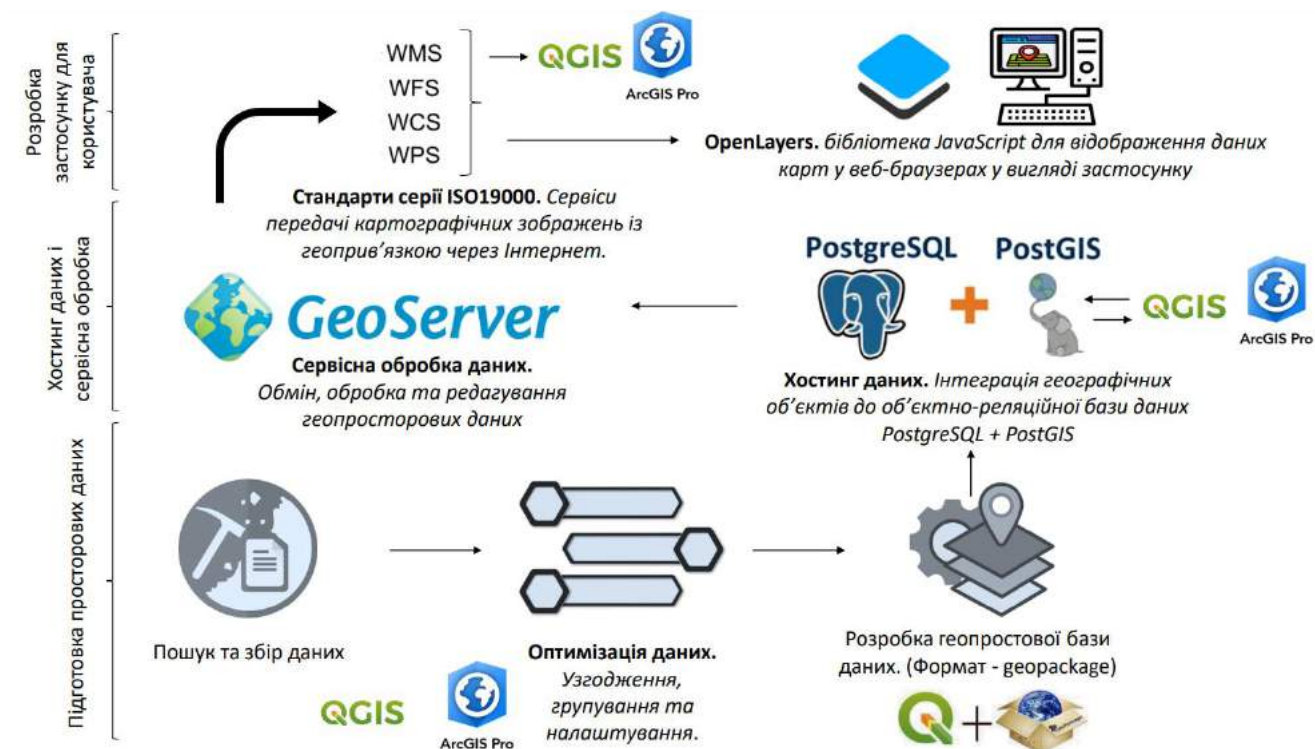 Розробка
застосунку для
користувача
WMS
WFS
WCS
WPS
QGIS
ArcGIS Pro
OpenLayers. бібліотека JavaScript для відображення даних
карт у веб-браузерах у вигляді застосунку
Стандарти серії ISO19000. Сервіси
передачі картографічних зображень із
геоприв’язкою через Інтернет.
Хостинг даних і
сервісна обробка
GeoServer
Сервісна обробка даних.
Обмін, обробка та редагування
геопросторових даних
PostgreSQL
PostGIS
QGIS
ArcGIS Pro
Хостинг даних. Інтеграція географічних
об’єктів до об’єктно-реляційної бази даних
PostgreSQL + PostGIS
Підготовка просторових даних
Пошук та збір даних
QGIS
ArcGIS Pro
Оптимізація даних.
Узгодження,
групування та
налаштування.
Розробка геопростової бази
даних. (Формат - geopackage)